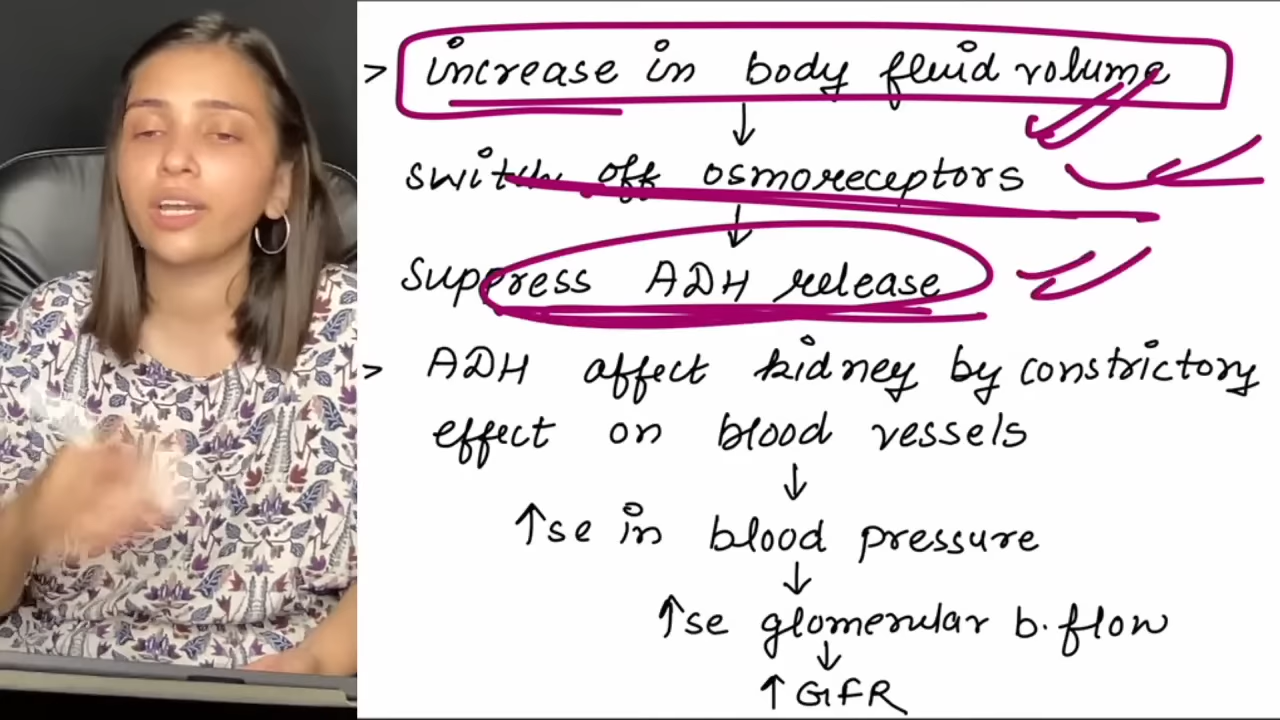 > increase in body fluid volume
↓
switch off osmoreceptors
↓
suppress ADH release
> ADH affect kidney by constrictory
effect on blood vessels
↓
↑se in blood pressure
↓
↑se glomerular b. flow
↓
↑ GFR